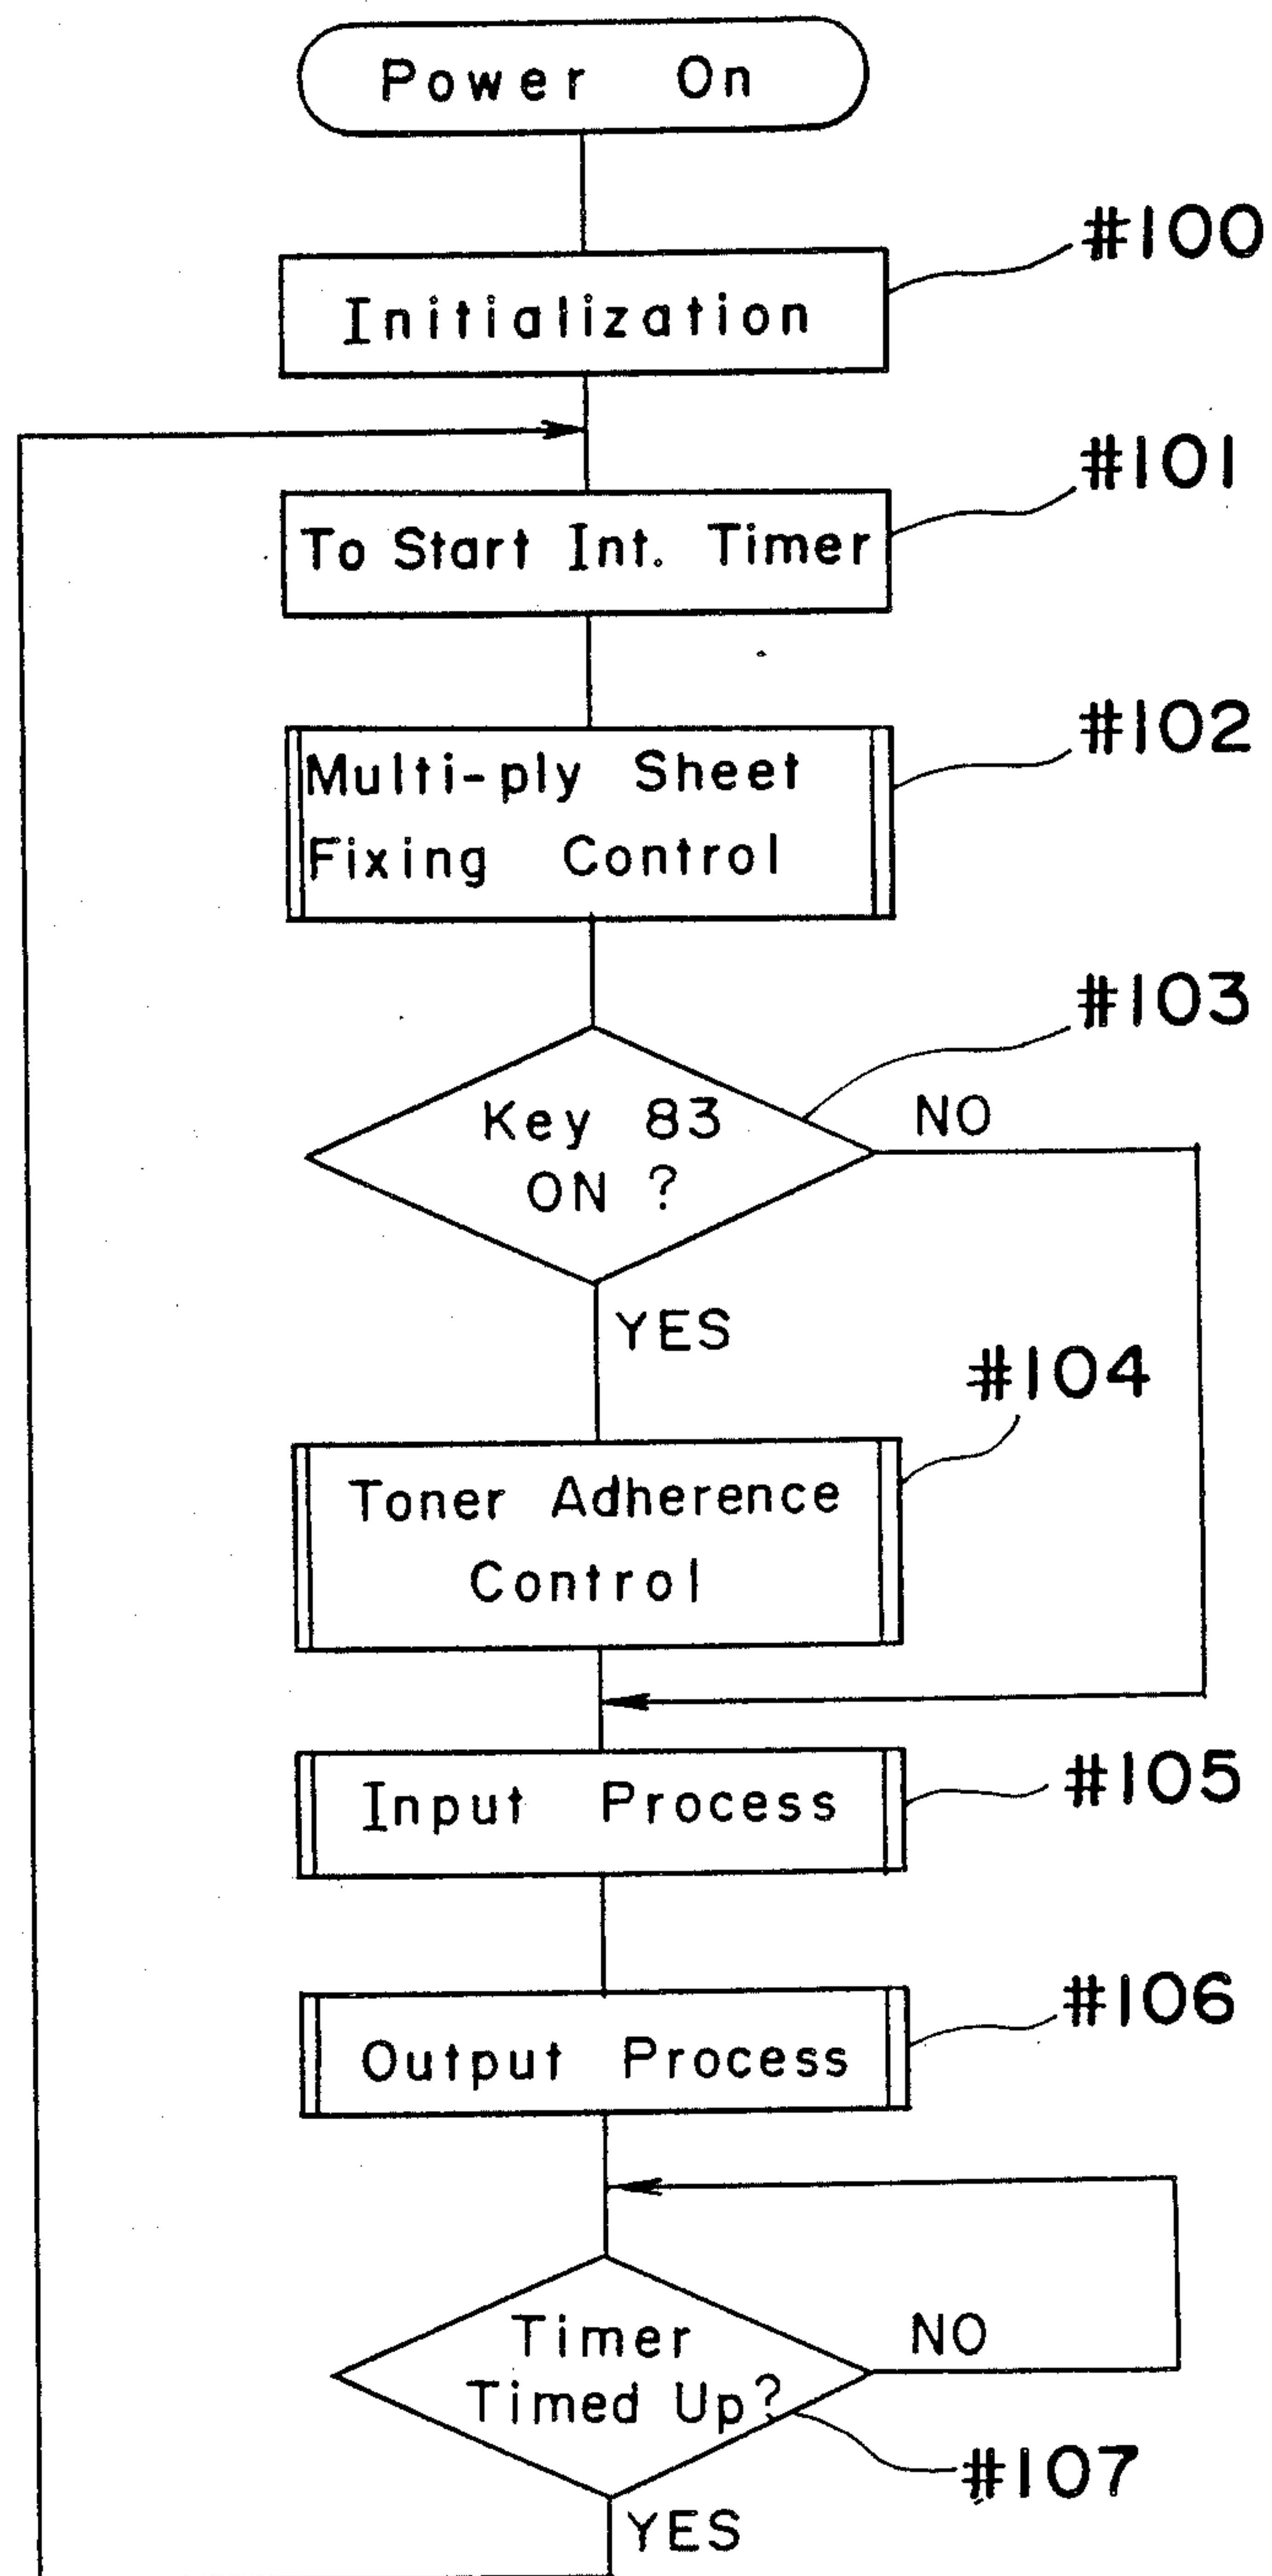 Power On
#100
Initialization
#101
To Start Int. Timer
#102
Multi-ply Sheet
Fixing Control
#103
Key 83
ON ?
NO
YES
#104
Toner Adherence
Control
#105
Input Process
#106
Output Process
Timer
Timed Up?
NO
#107
YES